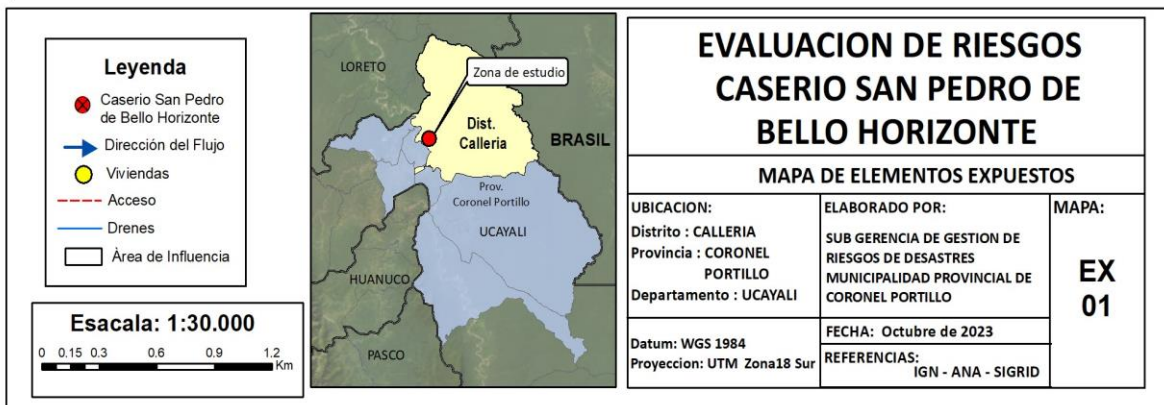 Leyenda
Caserio San Pedro
de Bello Horizonte
Dirección del Flujo
Viviendas
Acceso
Drenes
Àrea de Influencia
Esacala: 1:30.000
0 0.15 0.3 0.6 0.9 1.2
Km
LORETO
Zona de estudio
Dist.
Calleria
BRASIL
Prov.
Coronel Portillo
UCAYALI
HUANUCO
PASCO
EVALUACION DE RIESGOS
CASERIO SAN PEDRO DE
BELLO HORIZONTE
MAPA DE ELEMENTOS EXPUESTOS
UBICACION:
Distrito : CALLERIA
Provincia : CORONEL
PORTILLO
Departamento : UCAYALI
Datum: WGS 1984
Proyeccion: UTM Zona18 Sur
ELABORADO POR:
SUB GERENCIA DE GESTION DE
RIESGOS DE DESASTRES
MUNICIPALIDAD PROVINCIAL DE
CORONEL PORTILLO
FECHA: Octubre de 2023
REFERENCIAS:
IGN - ANA - SIGRID
MAPA:
EX
01